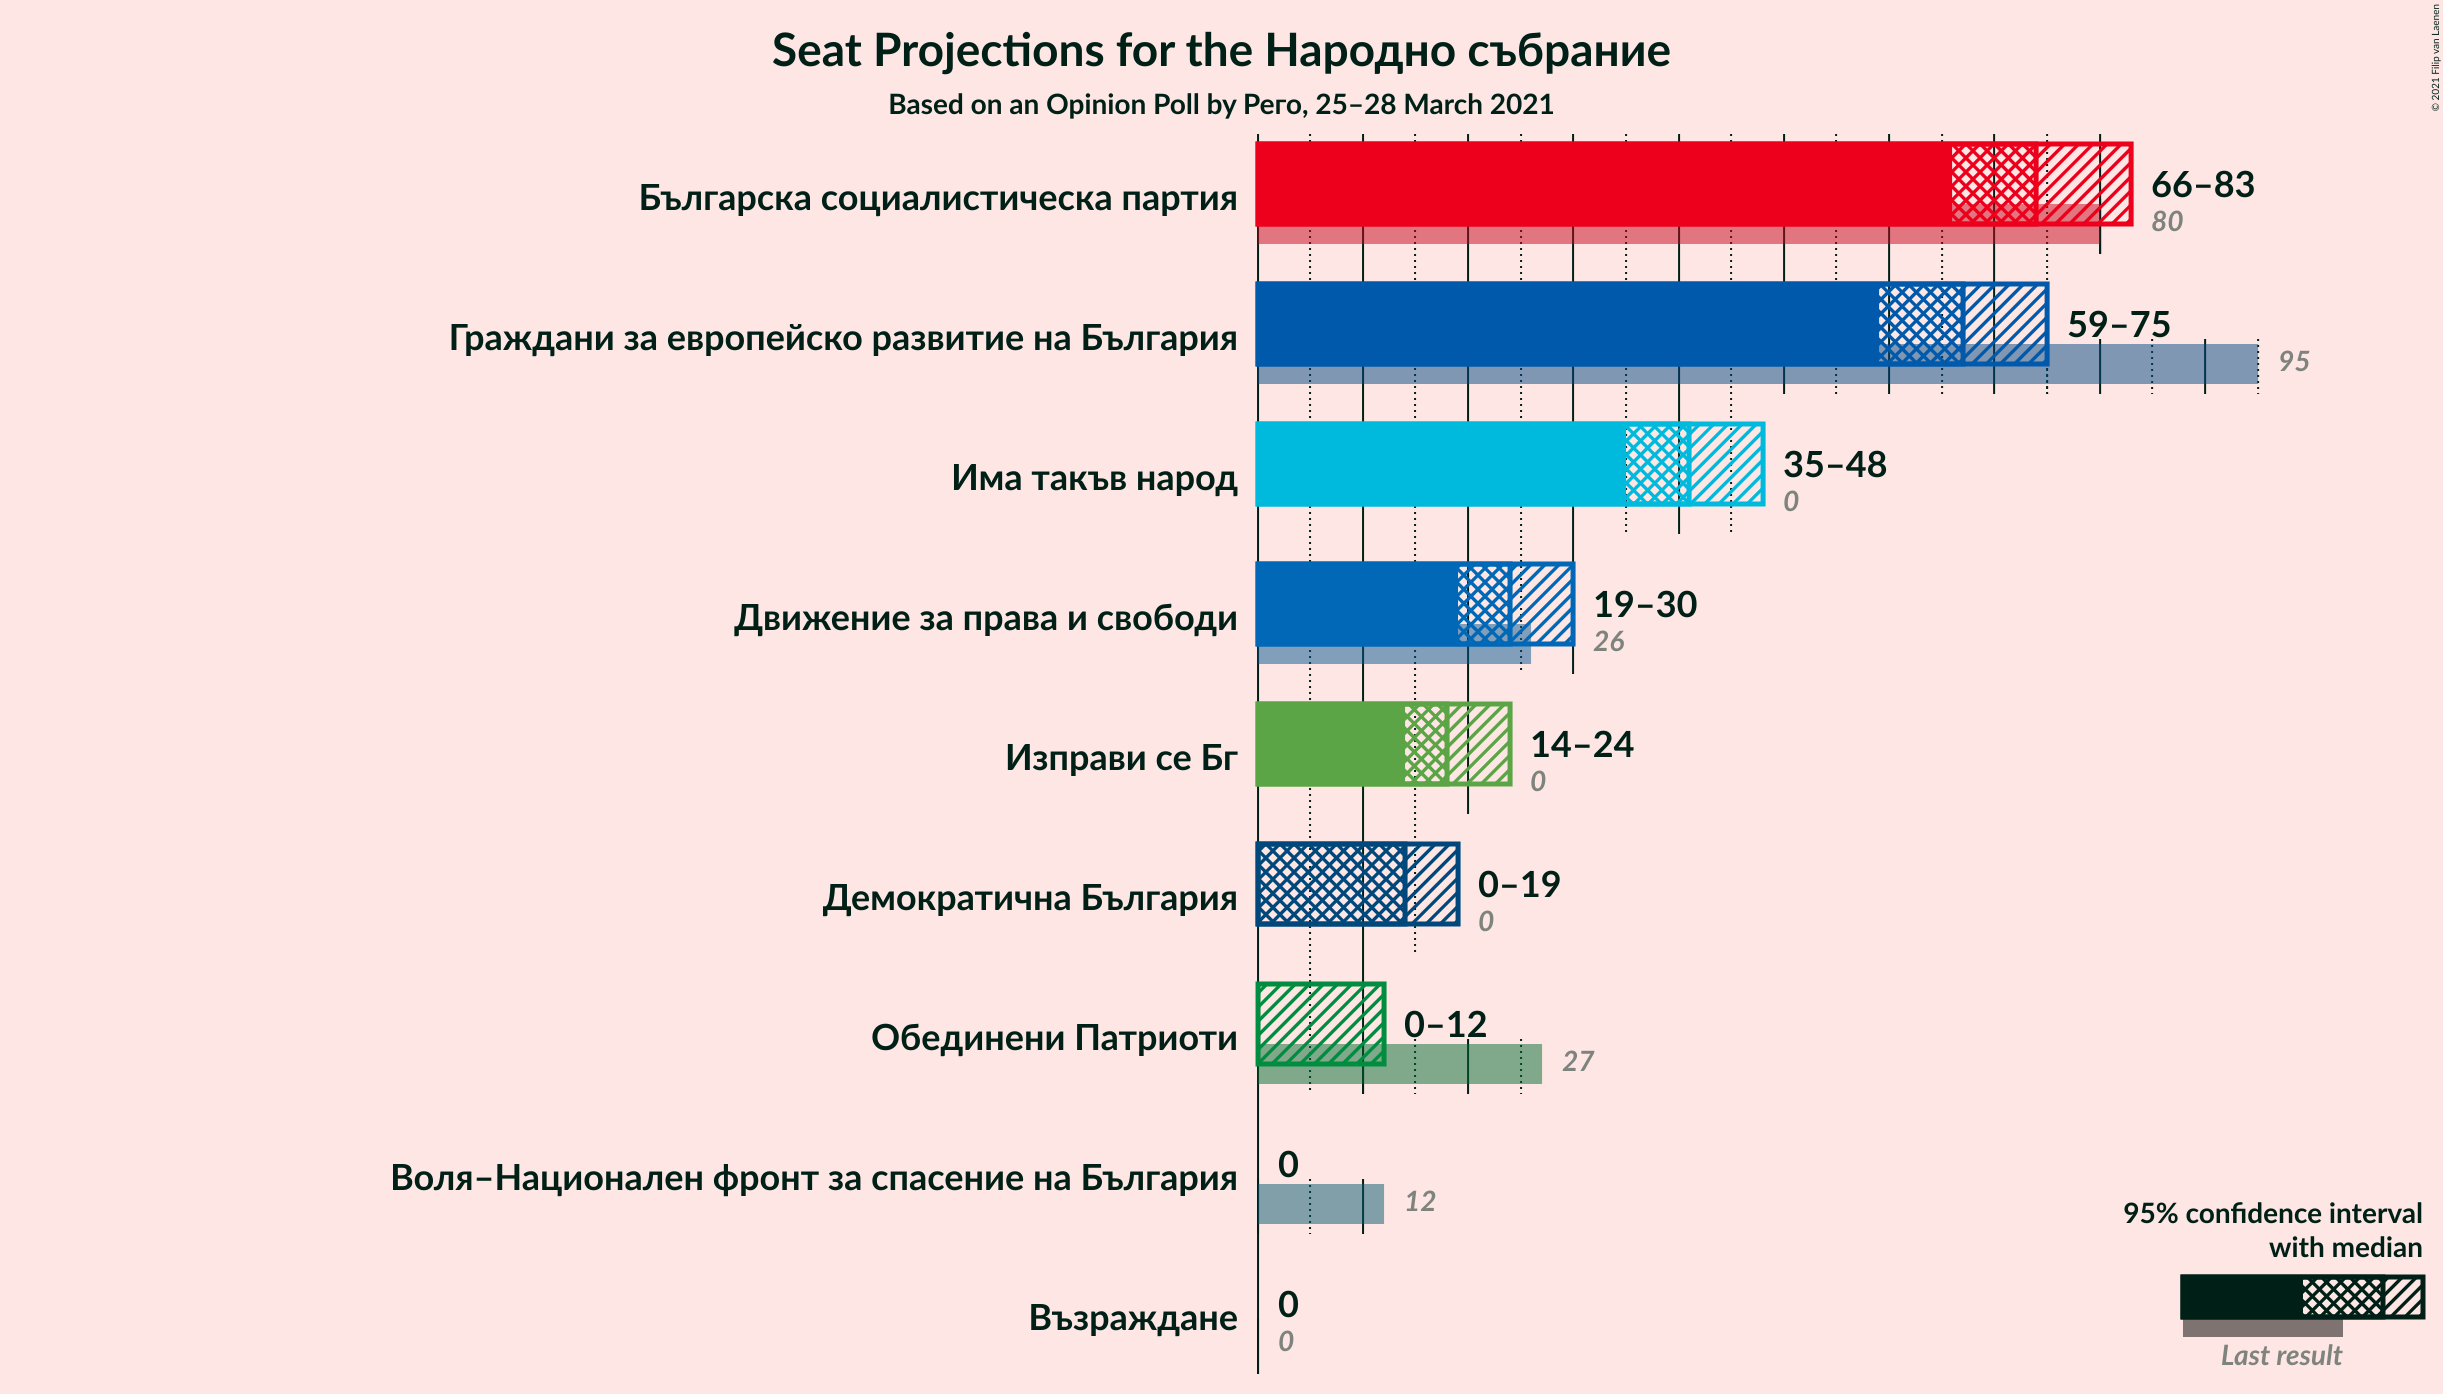 Seat Projections for the Народно събрание
Based on an Opinion Poll by Perо, 25–28 March 2021
© 2021 Filip van Laenen
Българска социалистическа партия
66–83
80
Граждани за европейско развитие на България
59–75
95
Има такъв народ
35–48
0
Движение за права и свободи
19–30
26
Изправи се Бг
14–24
0
Демократична България
0–19
0
Обединени Патриоти
0–12
27
Воля–Национален фронт за спасение на България
0
12
Възраждане
0
0
95% confidence interval
with median
Last result